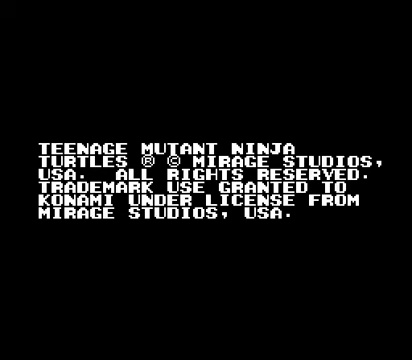 TEENAGE MUTANT NINJA
TURTLES ® © MIRAGE STUDIOS,
USA.  ALL RIGHTS RESERVED.
TRADEMARK USE GRANTED TO
KONAMI UNDER LICENSE FROM
MIRAGE STUDIOS, USA.